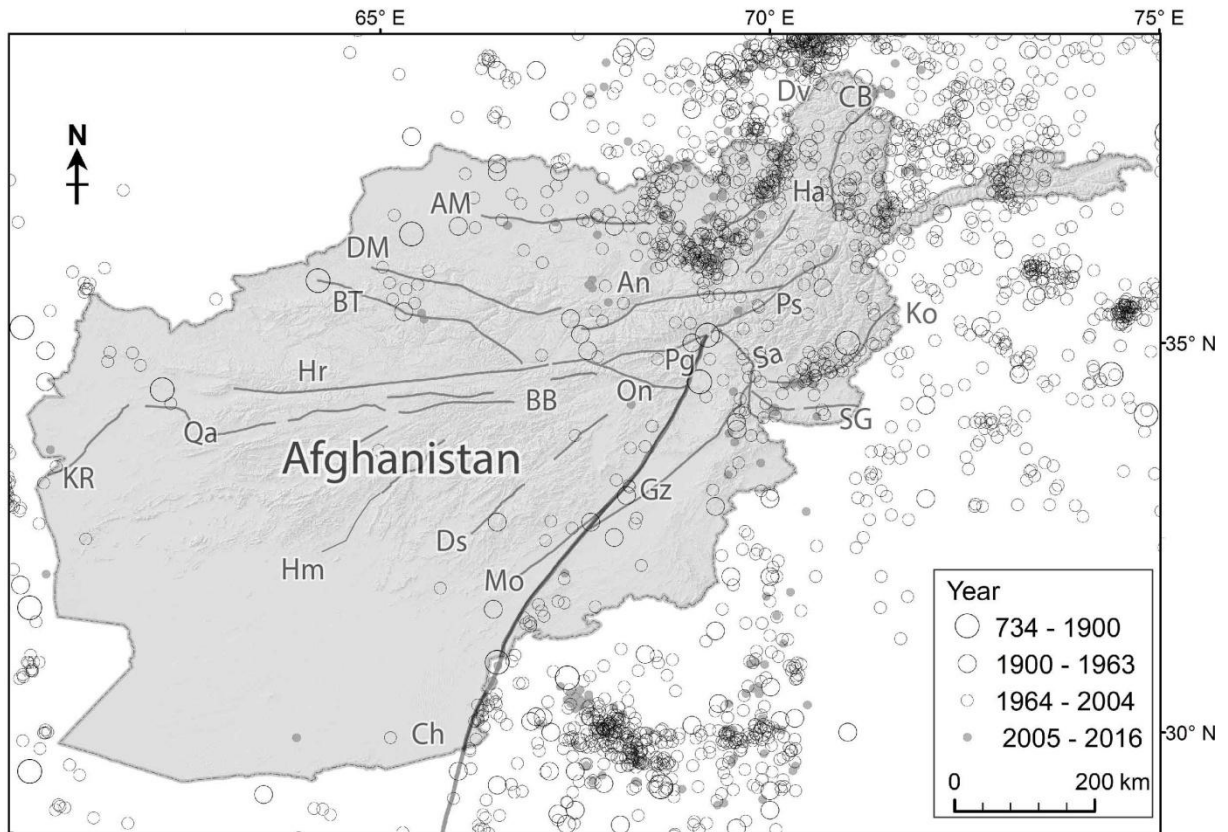 65° E
70° E
75° E
N
Dv
CB
AM
Ha
DM
An
BT
Ps
Ko
35° N
Hr
Pg
Sa
BB
On
SG
Qa
Afghanistan
KR
Gz
Ds
Hm
Mo
Ch
30° N
Year
734 - 1900
1900 - 1963
1964 - 2004
2005 - 2016
0 200 km